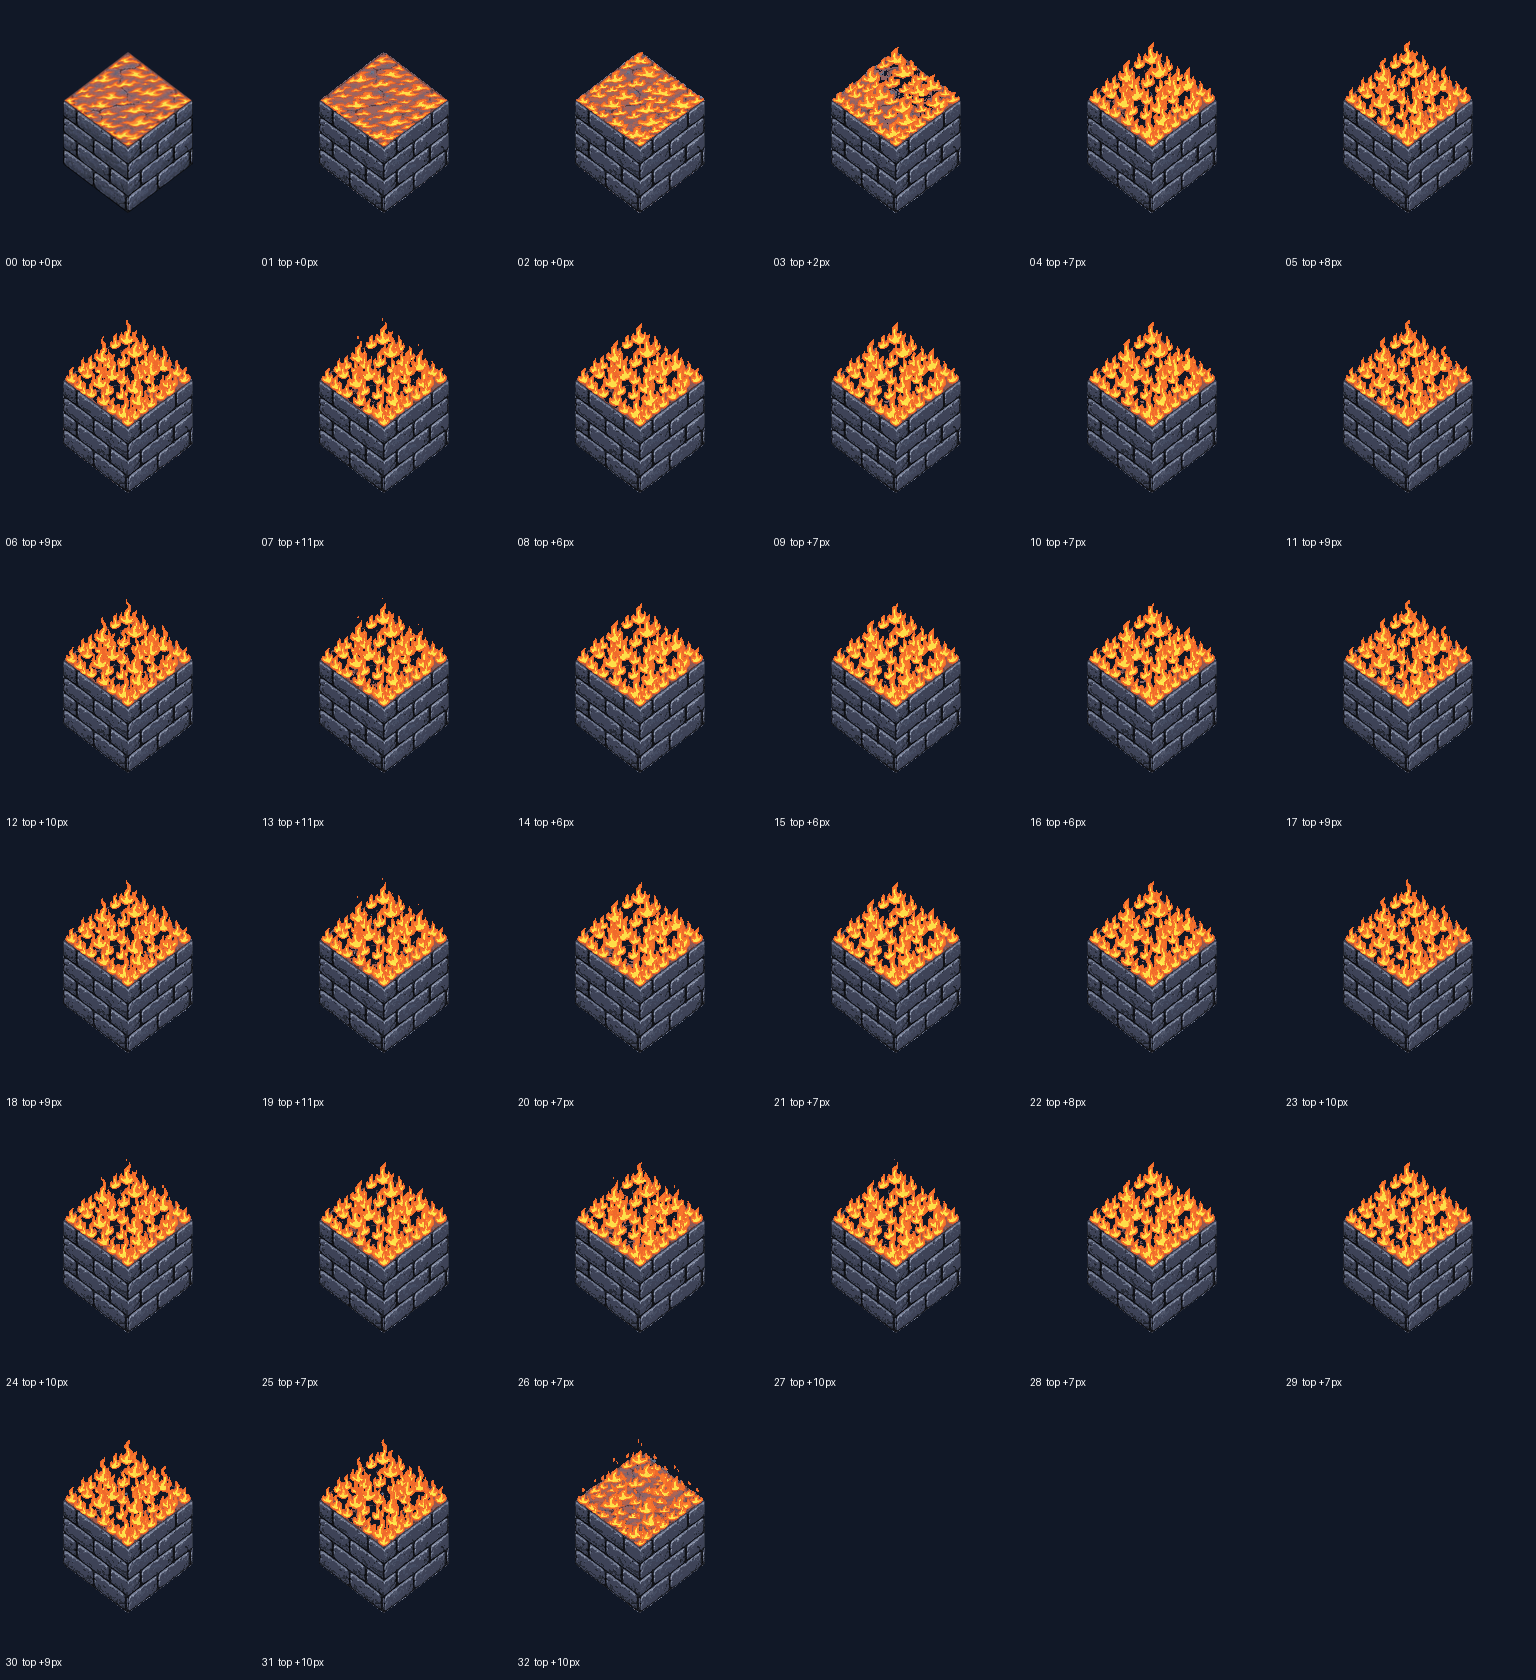 00 top +0px
01 top +0px
02 top +0px
03 top +2px
04 top +7px
05 top +8px
06 top +9px
07 top +11px
08 top +6px
09 top +7px
10 top +7px
11 top +9px
12 top +10px
13 top +11px
14 top +6px
15 top +6px
16 top +6px
17 top +9px
18 top +9px
19 top +11px
20 top +7px
21 top +7px
22 top +8px
23 top +10px
24 top +10px
25 top +7px
26 top +7px
27 top +10px
28 top +7px
29 top +7px
30 top +9px
31 top +10px
32 top +10px